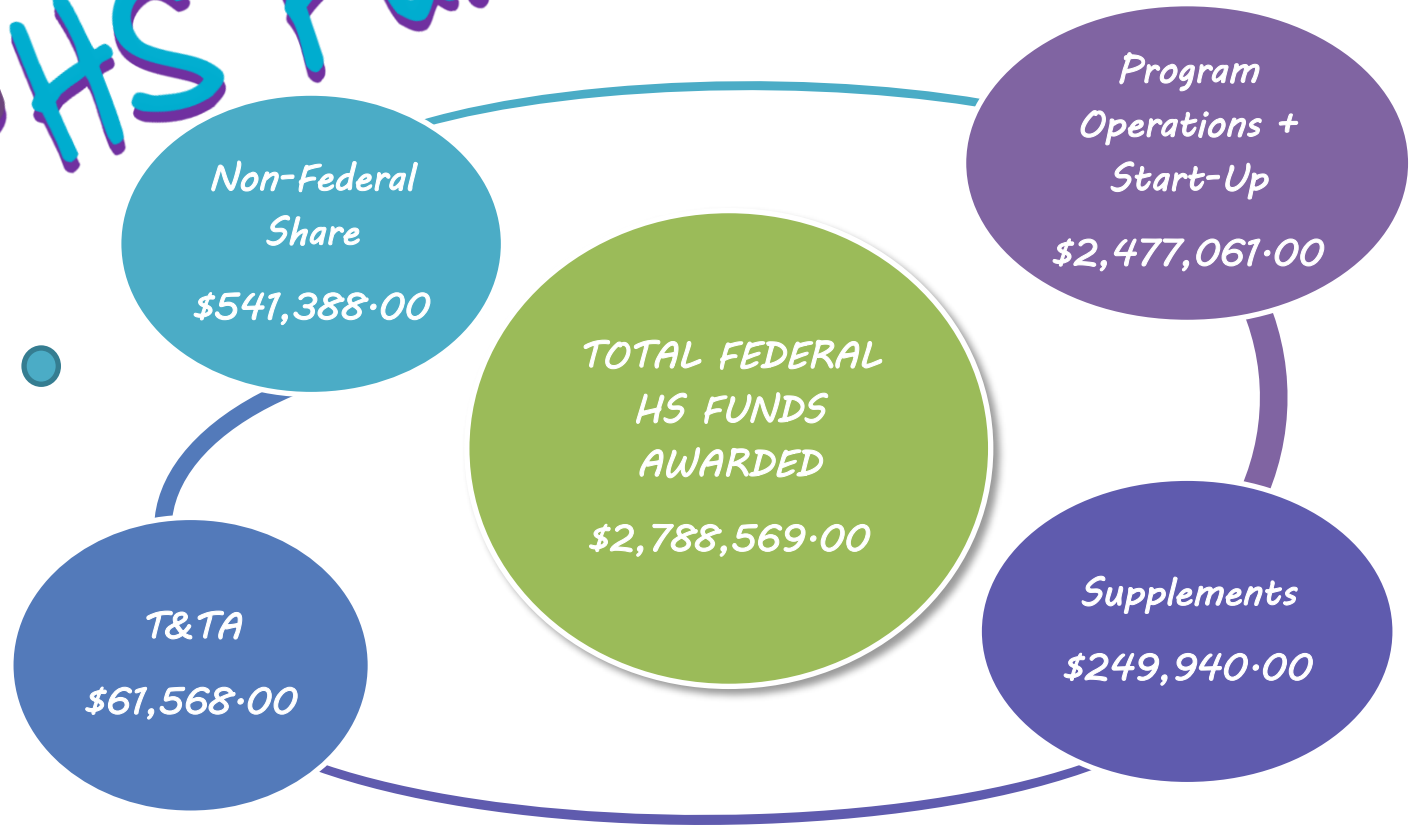 HS
Non-Federal
Share
$541,388.00
Program
Operations +
Start-Up
$2,477,061.00
TOTAL FEDERAL
HS FUNDS
AWARDED
$2,788,569.00
T&TA
$61,568.00
Supplements
$249,940.00